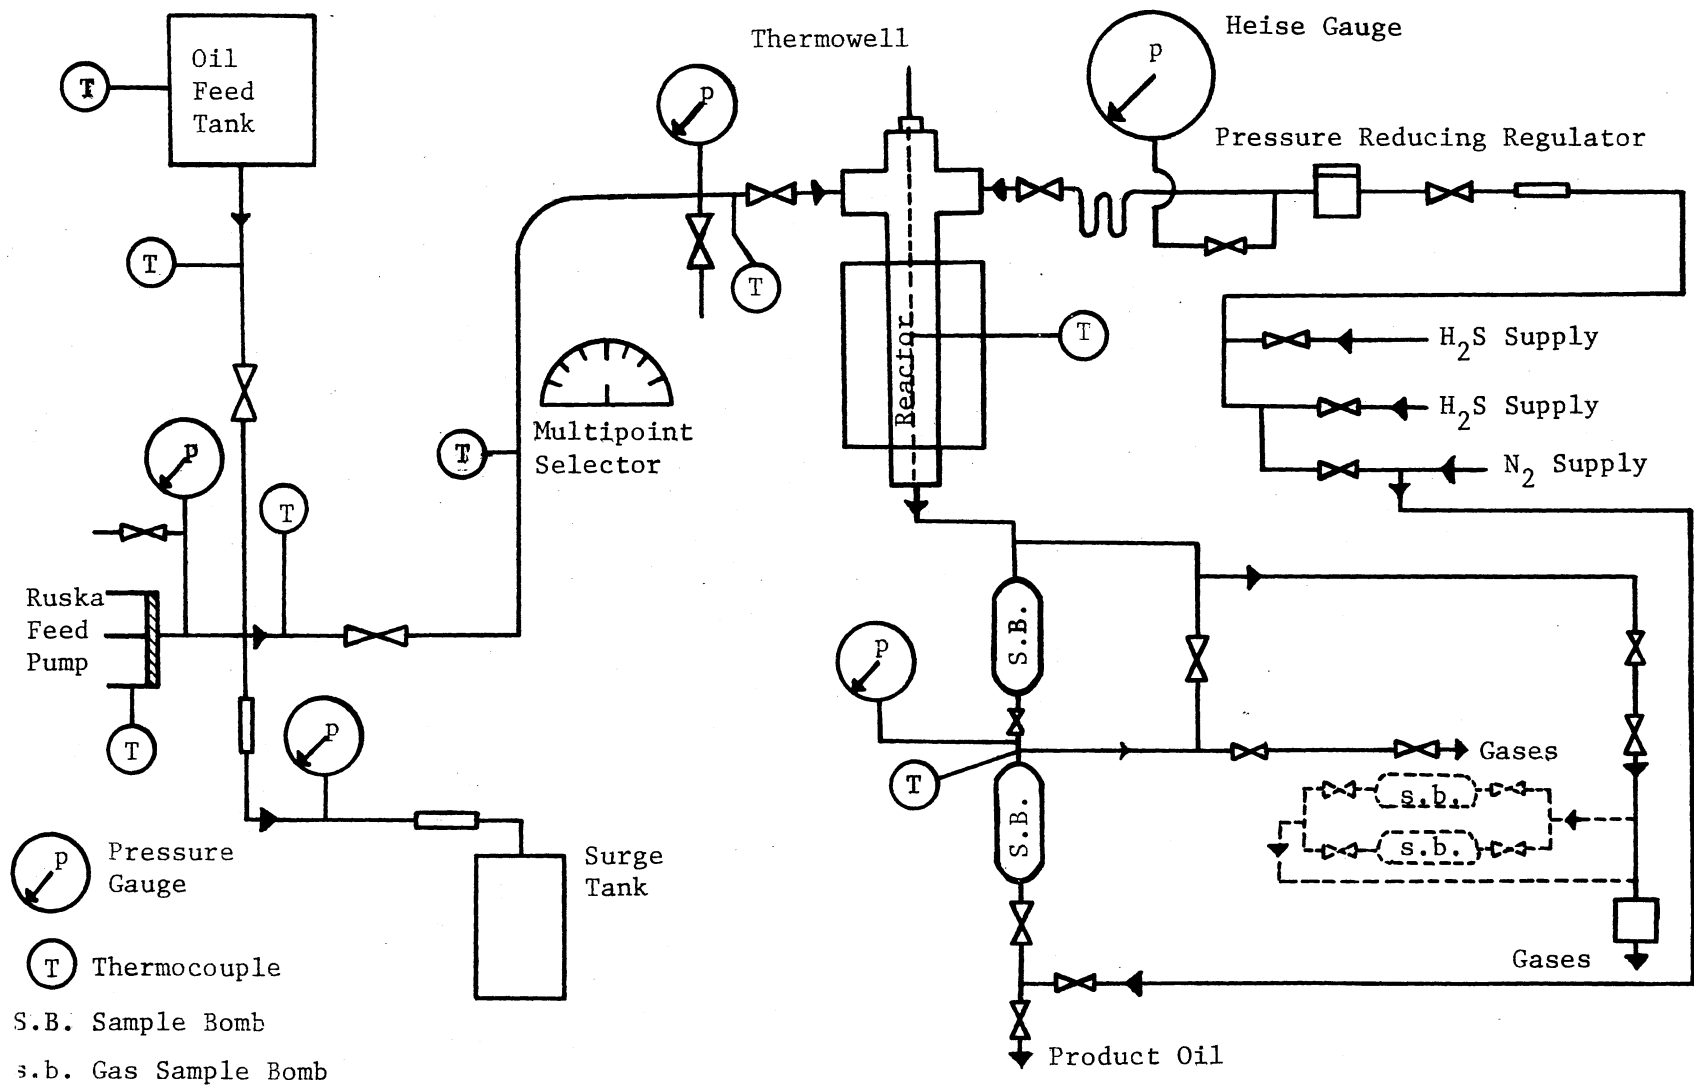 Thermowell
Heise Gauge
Oil
Feed
Tank
T
p
p
Pressure Reducing Regulator
T
T
Reactor
T
H2S Supply
H2S Supply
N2 Supply
Multipoint
Selector
T
p
T
Ruska
Feed
Pump
T
p
p
S.B.
T
S.B.
Gases
s.b.
s.b.
Gases
Product Oil
Surge
Tank
p
Pressure
Gauge
T
Thermocouple
S.B. Sample Bomb
s.b. Gas Sample Bomb